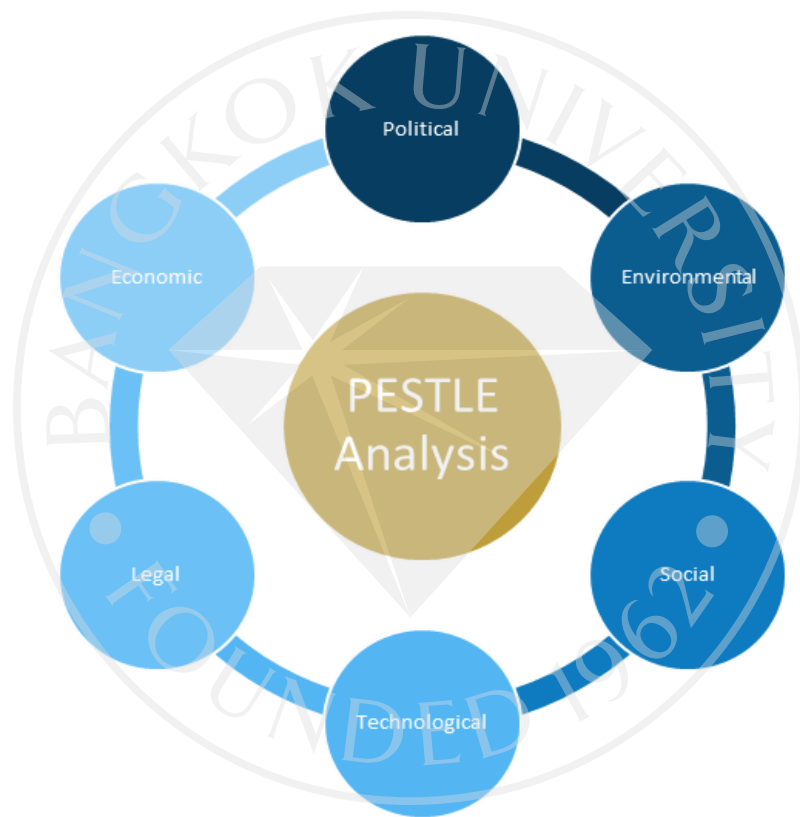 BANGKOK UNIVERSITY
Political
Economic
Environmental
PESTLE
Analysis
Legal
Social
Technological
FOUNDED 1962